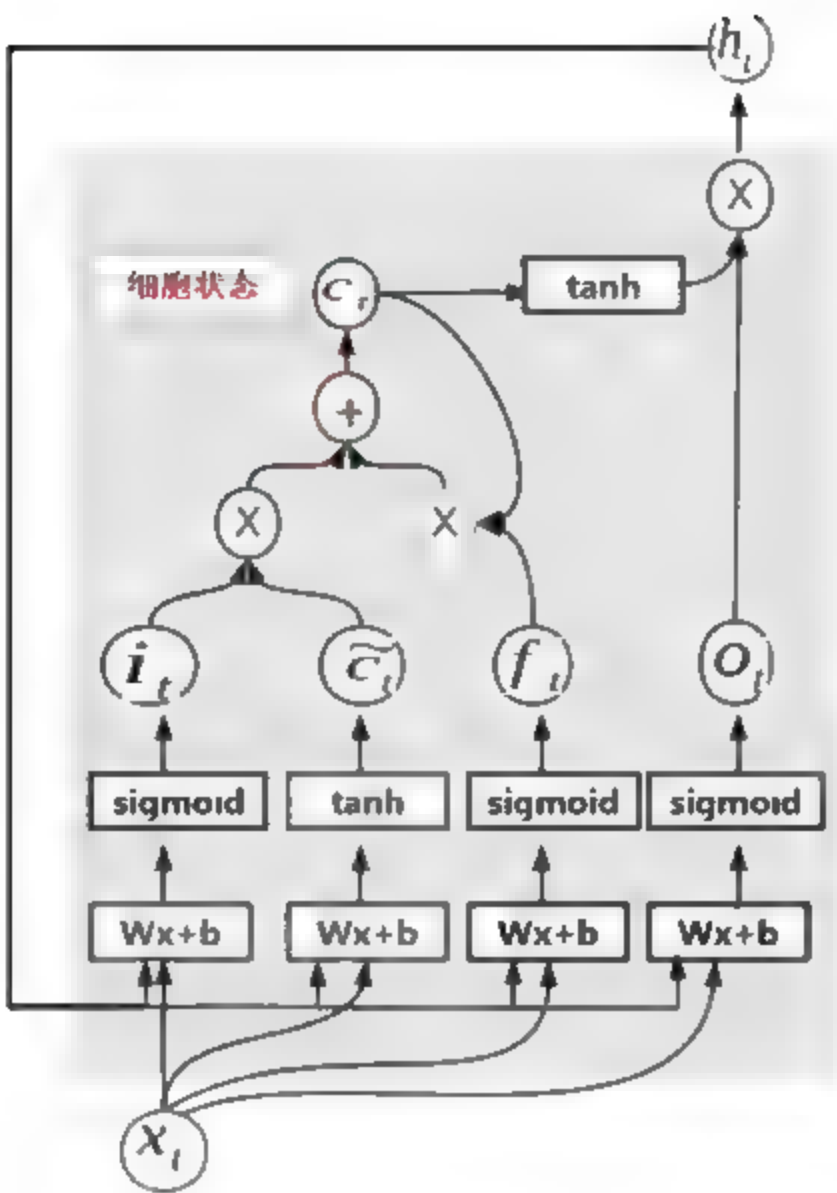 h_t
X
细胞状态 c_t tanh
+
X X
i_t c̃_t f_t o_t
sigmoid tanh sigmoid sigmoid
Wx+b Wx+b Wx+b Wx+b
x_t